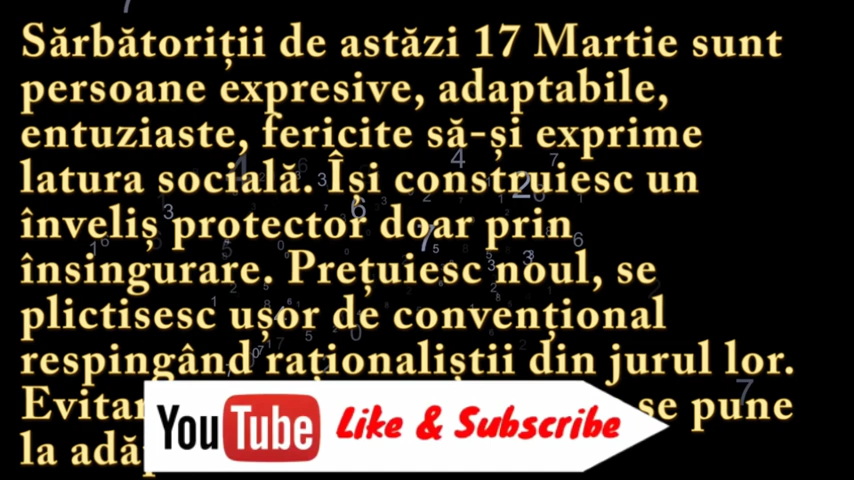 Sărbătoriții de astăzi 17 Martie sunt
persoane expresive, adaptabile,
entuziaste, fericite să-și exprime
latura socială. Își construiesc un
înveliș protector doar prin
însingurare. Prețuiesc noul, se
plictisesc ușor de convențional
respingând raționaliștii din jurul lor.
se pune
la
YouTube Like & Subscribe